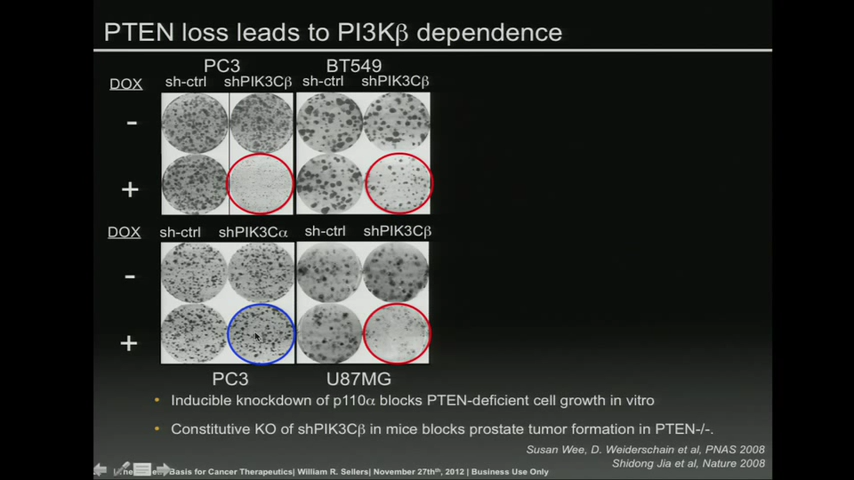 PTEN loss leads to PI3Kβ dependence
PC3 BT549
DOX sh-ctrl shPIK3Cβ sh-ctrl shPIK3Cβ
-
+
DOX sh-ctrl shPIK3Cα sh-ctrl shPIK3Cβ
-
+
PC3 U87MG
• Inducible knockdown of p110α blocks PTEN-deficient cell growth in vitro
• Constitutive KO of shPIK3Cβ in mice blocks prostate tumor formation in PTEN-/-.
Susan Wee, D. Weiderschain et al, PNAS 2008
Shidong Jia et al, Nature 2008
Basis for Cancer Therapeutics| William R. Sellers| November 27th, 2012 | Business Use Only